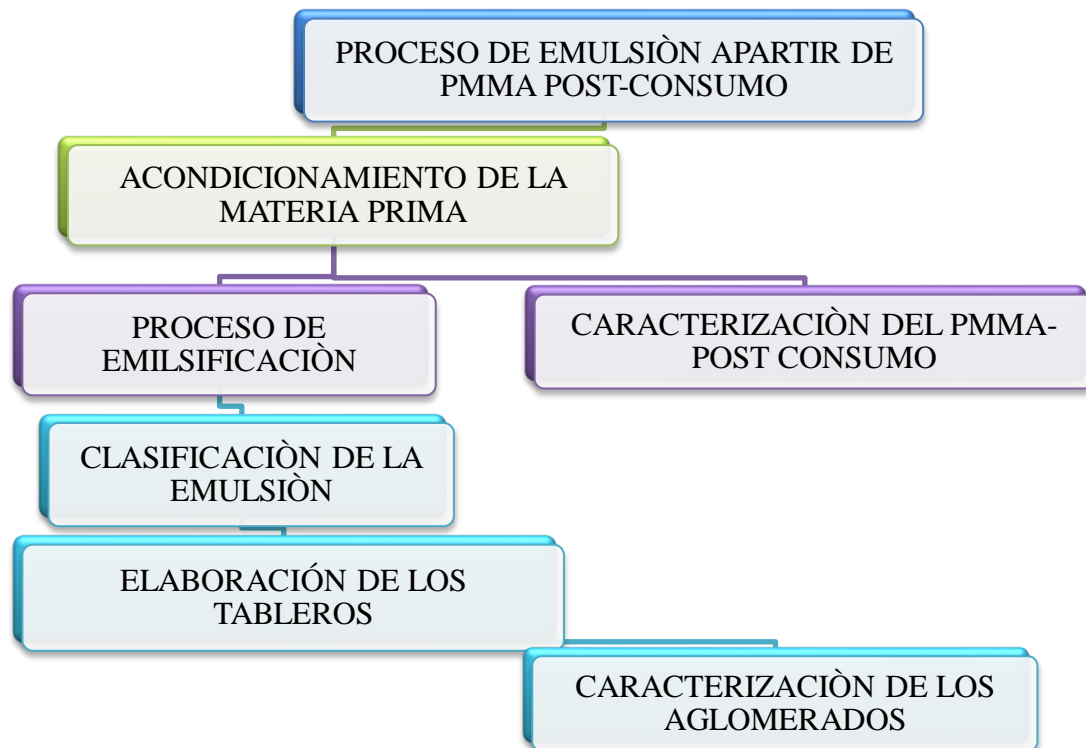 PROCESO DE EMULSIÒN APARTIR DE
PMMA POST-CONSUMO
ACONDICIONAMIENTO DE LA
MATERIA PRIMA
PROCESO DE
EMILSIFICACIÒN
CARACTERIZACIÒN DEL PMMA-
POST CONSUMO
CLASIFICACIÒN DE LA
EMULSIÒN
ELABORACIÓN DE LOS
TABLEROS
CARACTERIZACIÒN DE LOS
AGLOMERADOS